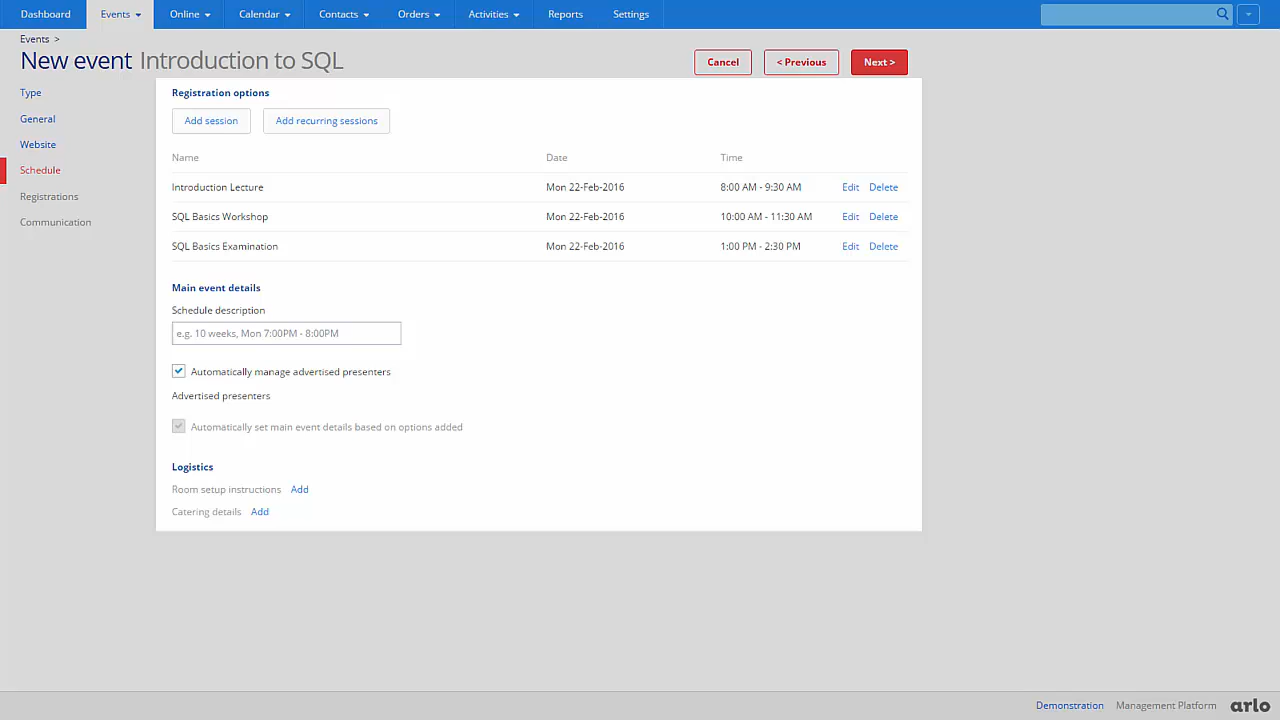 Dashboard Events Online Calendar Contacts Orders Activities Reports Settings
Events >
New event Introduction to SQL
Cancel < Previous Next >
Type
General
Website
Schedule
Registrations
Communication
Registration options
Add session Add recurring sessions
Name Date Time
Introduction Lecture Mon 22-Feb-2016 8:00 AM - 9:30 AM Edit Delete
SQL Basics Workshop Mon 22-Feb-2016 10:00 AM - 11:30 AM Edit Delete
SQL Basics Examination Mon 22-Feb-2016 1:00 PM - 2:30 PM Edit Delete
Main event details
Schedule description
e.g. 10 weeks, Mon 7:00PM - 8:00PM
Automatically manage advertised presenters
Advertised presenters
Automatically set main event details based on options added
Logistics
Room setup instructions Add
Catering details Add
Demonstration Management Platform arlo